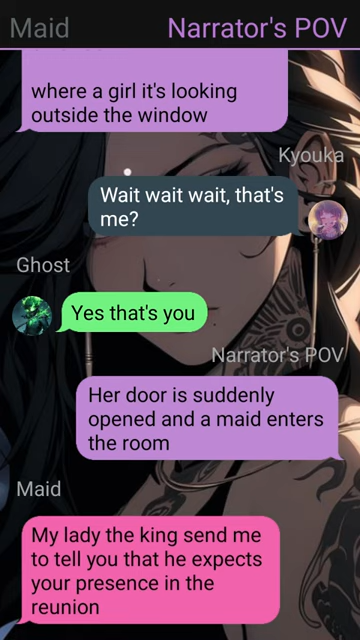 Maid
Narrator's POV
where a girl it's looking
outside the window
Kyouka
Wait wait wait, that's
me?
Ghost
Yes that's you
Narrator's POV
Her door is suddenly
opened and a maid enters
the room
Maid
My lady the king send me
to tell you that he expects
your presence in the
reunion